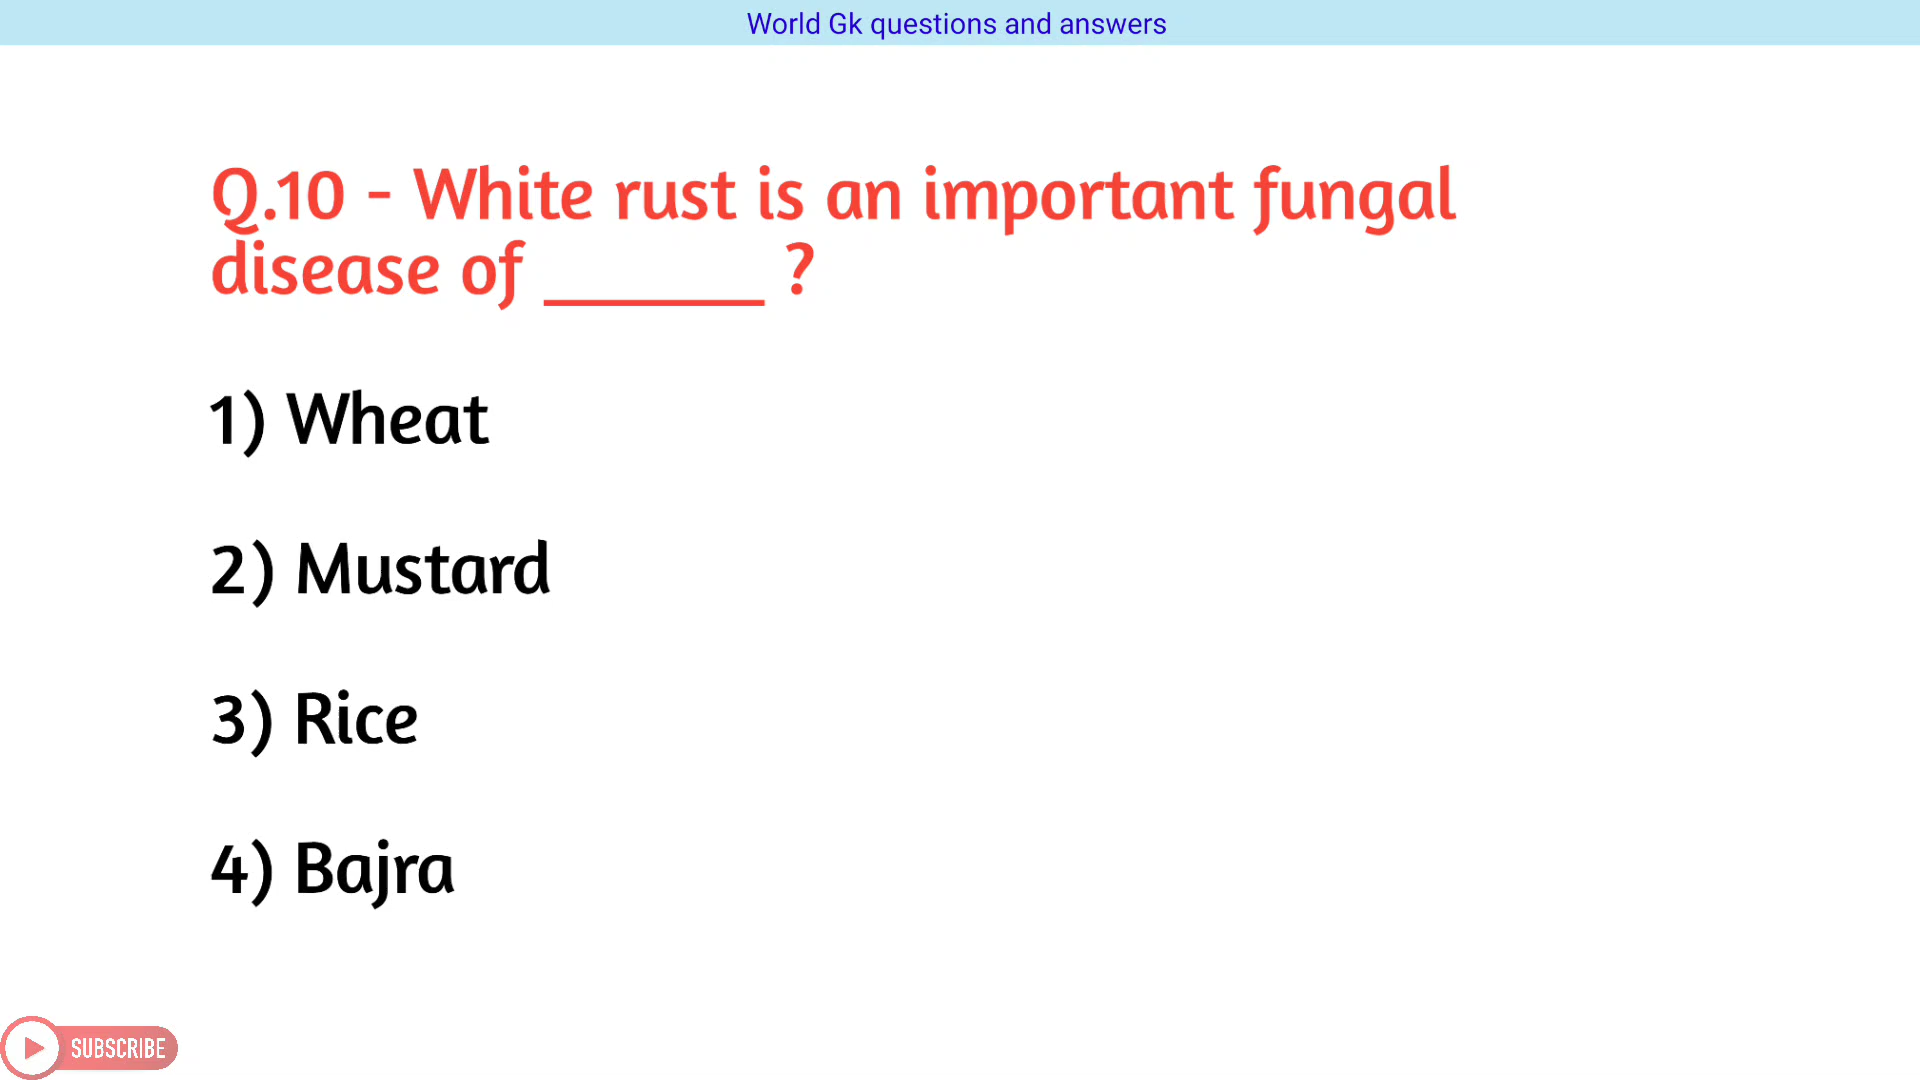 World Gk questions and answers
Q.10 - White rust is an important fungal
disease of ______ ?
1) Wheat
2) Mustard
3) Rice
4) Bajra
SUBSCRIBE